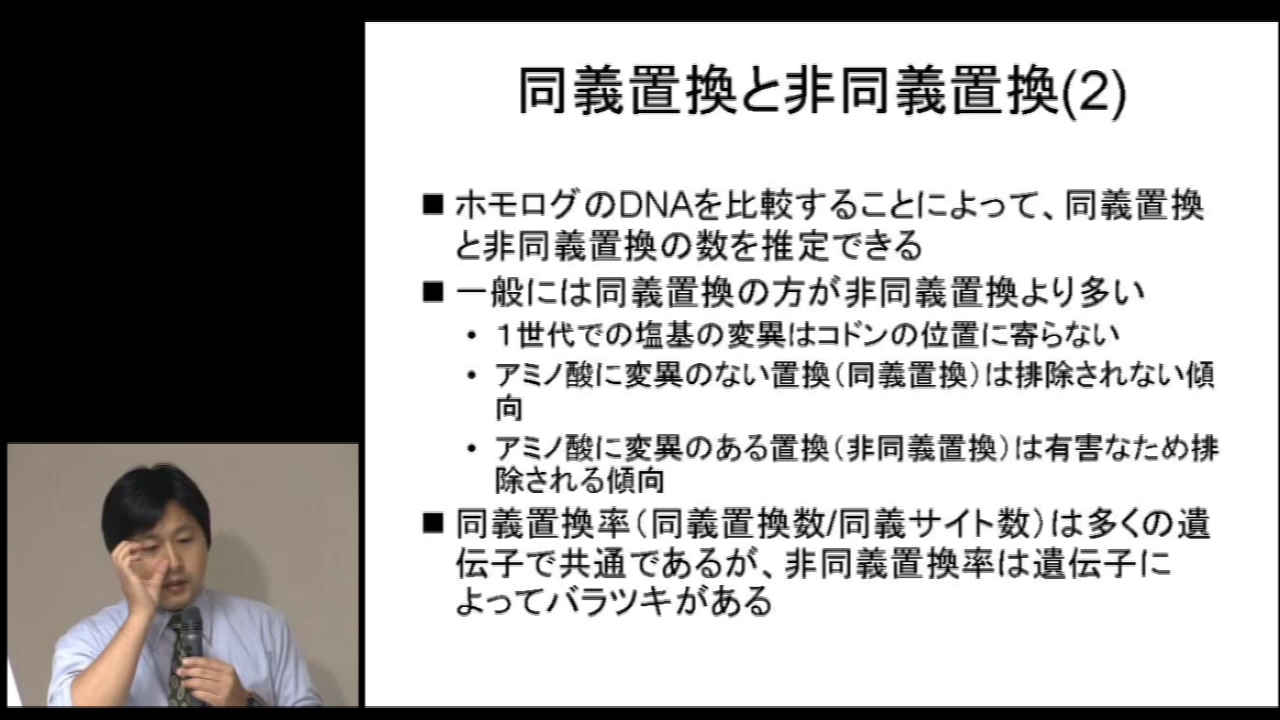 同義置換と非同義置換(2)
■ ホモログのDNAを比較することによって、同義置換
と非同義置換の数を推定できる
■ 一般には同義置換の方が非同義置換より多い
• １世代での塩基の変異はコドンの位置に寄らない
• アミノ酸に変異のない置換（同義置換）は排除されない傾
向
• アミノ酸に変異のある置換（非同義置換）は有害なため排
除される傾向
■ 同義置換率（同義置換数/同義サイト数）は多くの遺
伝子で共通であるが、非同義置換率は遺伝子に
よってバラツキがある